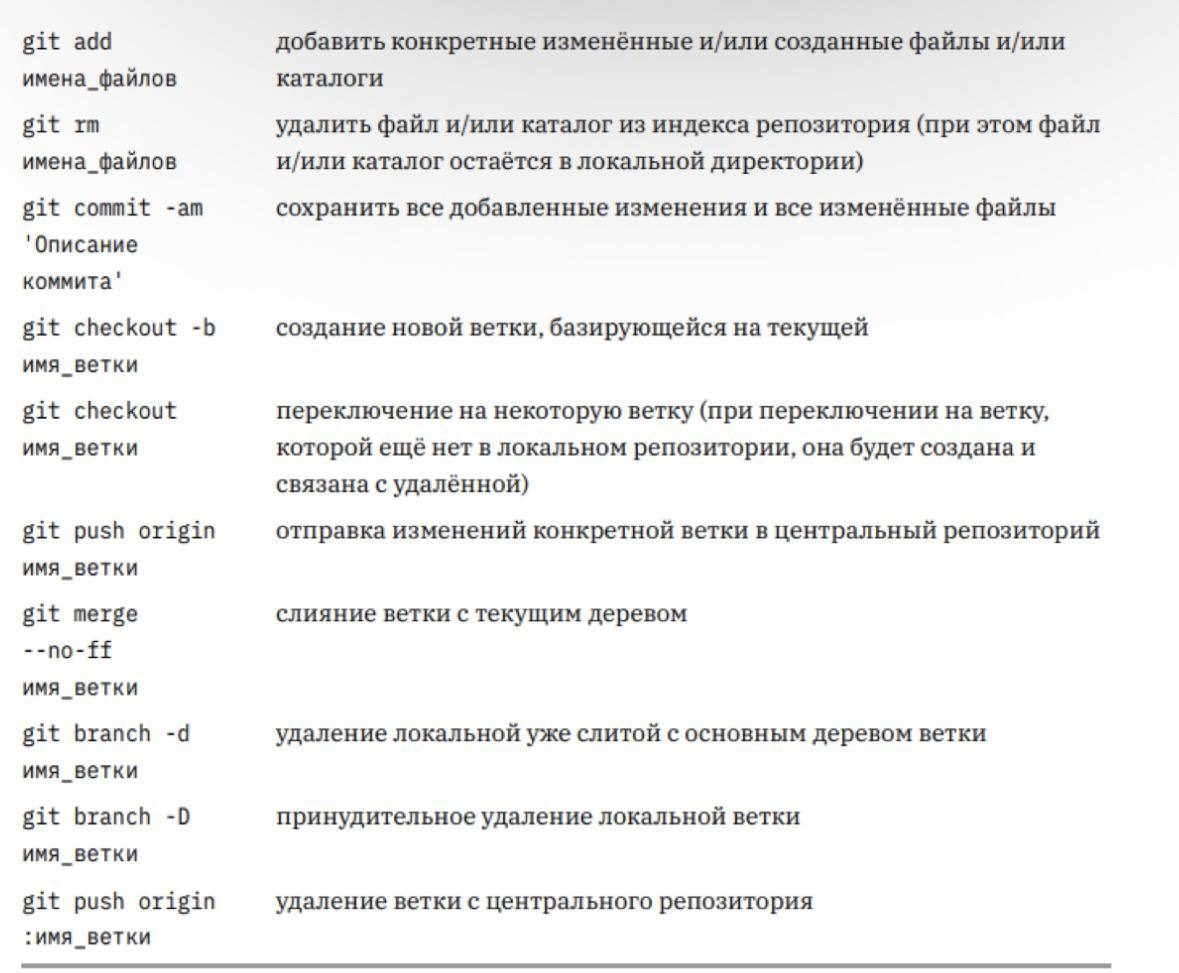 git add добавить конкретные изменённые и/или созданные файлы и/или
имена_файлов каталоги
git rm удалить файл и/или каталог из индекса репозитория (при этом файл
имена_файлов и/или каталог остаётся в локальной директории)
git commit -am сохранить все добавленные изменения и все изменённые файлы
'Описание
коммита'
git checkout -b создание новой ветки, базирующейся на текущей
имя_ветки
git checkout переключение на некоторую ветку (при переключении на ветку,
имя_ветки которой ещё нет в локальном репозитории, она будет создана и
связана с удалённой)
git push origin отправка изменений конкретной ветки в центральный репозиторий
имя_ветки
git merge слияние ветки с текущим деревом
--no-ff
имя_ветки
git branch -d удаление локальной уже слитой с основным деревом ветки
имя_ветки
git branch -D принудительное удаление локальной ветки
имя_ветки
git push origin удаление ветки с центрального репозитория
:имя_ветки